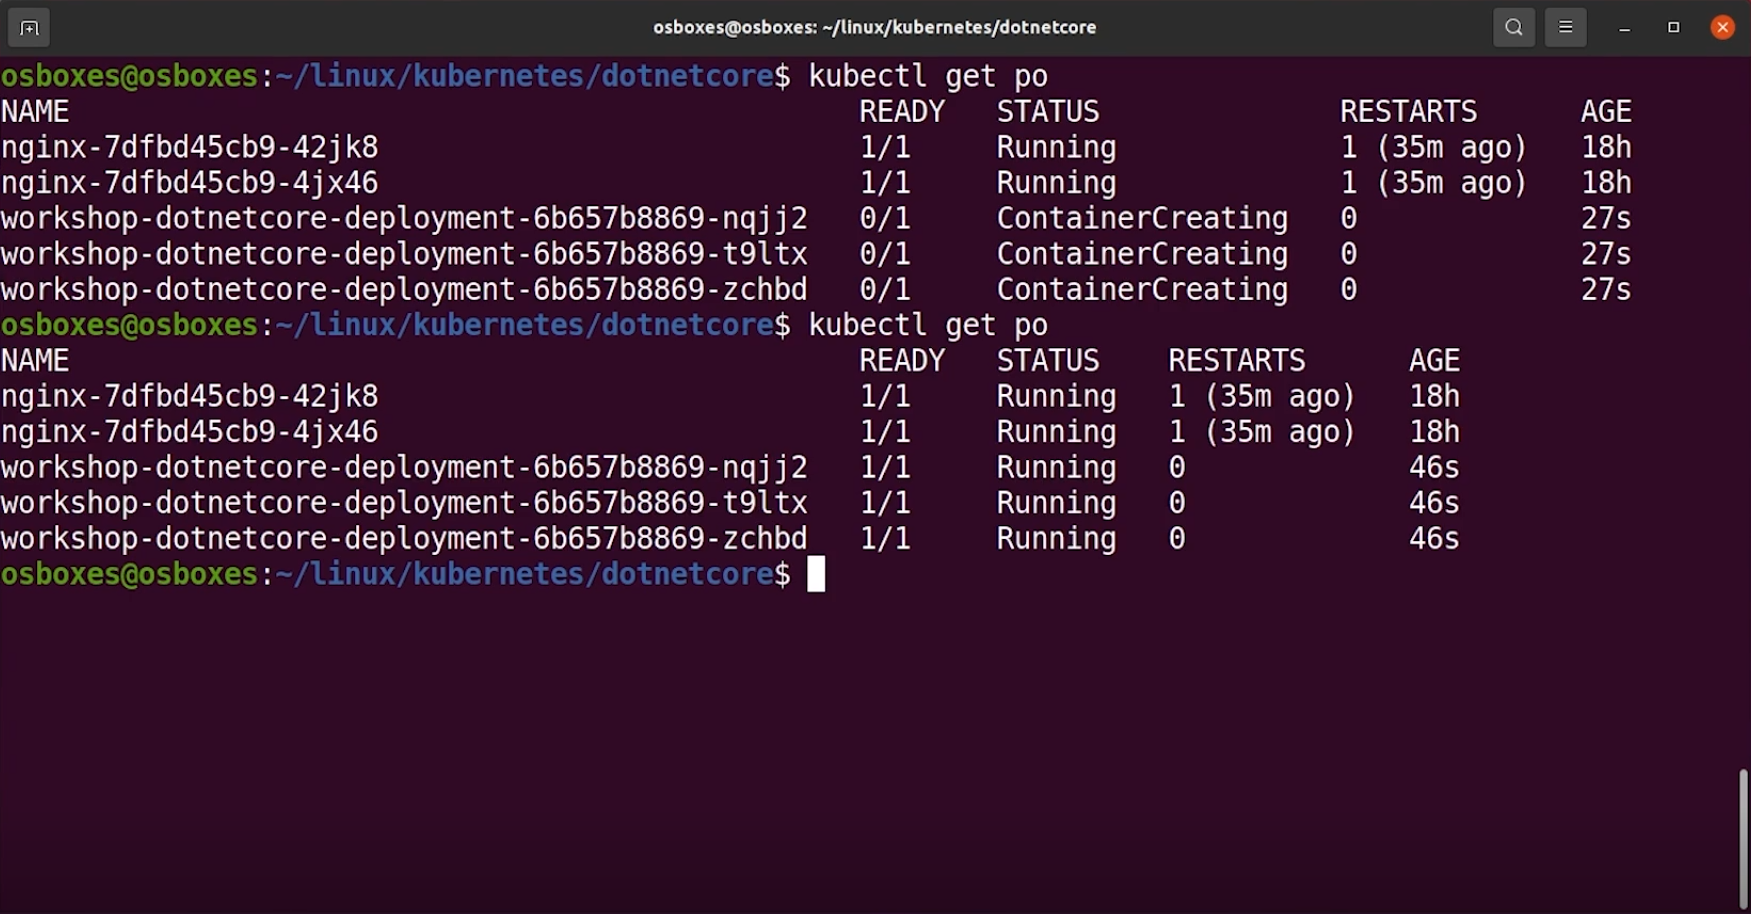 osboxes@osboxes: ~/linux/kubernetes/dotnetcore
osboxes@osboxes:~/linux/kubernetes/dotnetcore$ kubectl get po
NAME READY STATUS RESTARTS AGE
nginx-7dfbd45cb9-42jk8 1/1 Running 1 (35m ago) 18h
nginx-7dfbd45cb9-4jx46 1/1 Running 1 (35m ago) 18h
workshop-dotnetcore-deployment-6b657b8869-nqjj2 0/1 ContainerCreating 0 27s
workshop-dotnetcore-deployment-6b657b8869-t9ltx 0/1 ContainerCreating 0 27s
workshop-dotnetcore-deployment-6b657b8869-zchbd 0/1 ContainerCreating 0 27s
osboxes@osboxes:~/linux/kubernetes/dotnetcore$ kubectl get po
NAME READY STATUS RESTARTS AGE
nginx-7dfbd45cb9-42jk8 1/1 Running 1 (35m ago) 18h
nginx-7dfbd45cb9-4jx46 1/1 Running 1 (35m ago) 18h
workshop-dotnetcore-deployment-6b657b8869-nqjj2 1/1 Running 0 46s
workshop-dotnetcore-deployment-6b657b8869-t9ltx 1/1 Running 0 46s
workshop-dotnetcore-deployment-6b657b8869-zchbd 1/1 Running 0 46s
osboxes@osboxes:~/linux/kubernetes/dotnetcore$